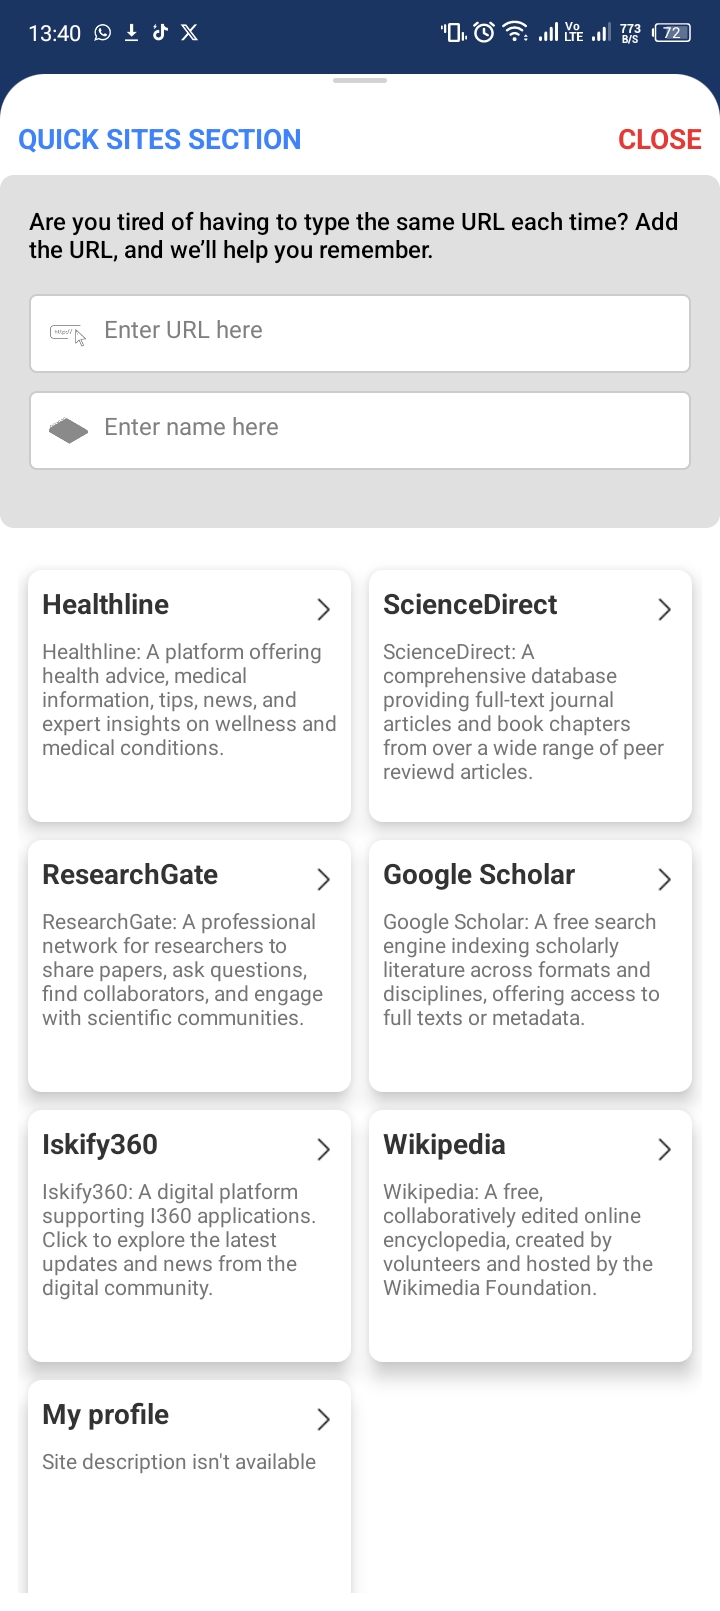 13:40
Vo
LTE
773
B/S
72
QUICK SITES SECTION
CLOSE
Are you tired of having to type the same URL each time? Add
the URL, and we’ll help you remember.
https://
Enter URL here
Enter name here
Healthline
Healthline: A platform offering
health advice, medical
information, tips, news, and
expert insights on wellness and
medical conditions.
ScienceDirect
ScienceDirect: A
comprehensive database
providing full-text journal
articles and book chapters
from over a wide range of peer
reviewd articles.
ResearchGate
ResearchGate: A professional
network for researchers to
share papers, ask questions,
find collaborators, and engage
with scientific communities.
Google Scholar
Google Scholar: A free search
engine indexing scholarly
literature across formats and
disciplines, offering access to
full texts or metadata.
Iskify360
Iskify360: A digital platform
supporting I360 applications.
Click to explore the latest
updates and news from the
digital community.
Wikipedia
Wikipedia: A free,
collaboratively edited online
encyclopedia, created by
volunteers and hosted by the
Wikimedia Foundation.
My profile
Site description isn't available